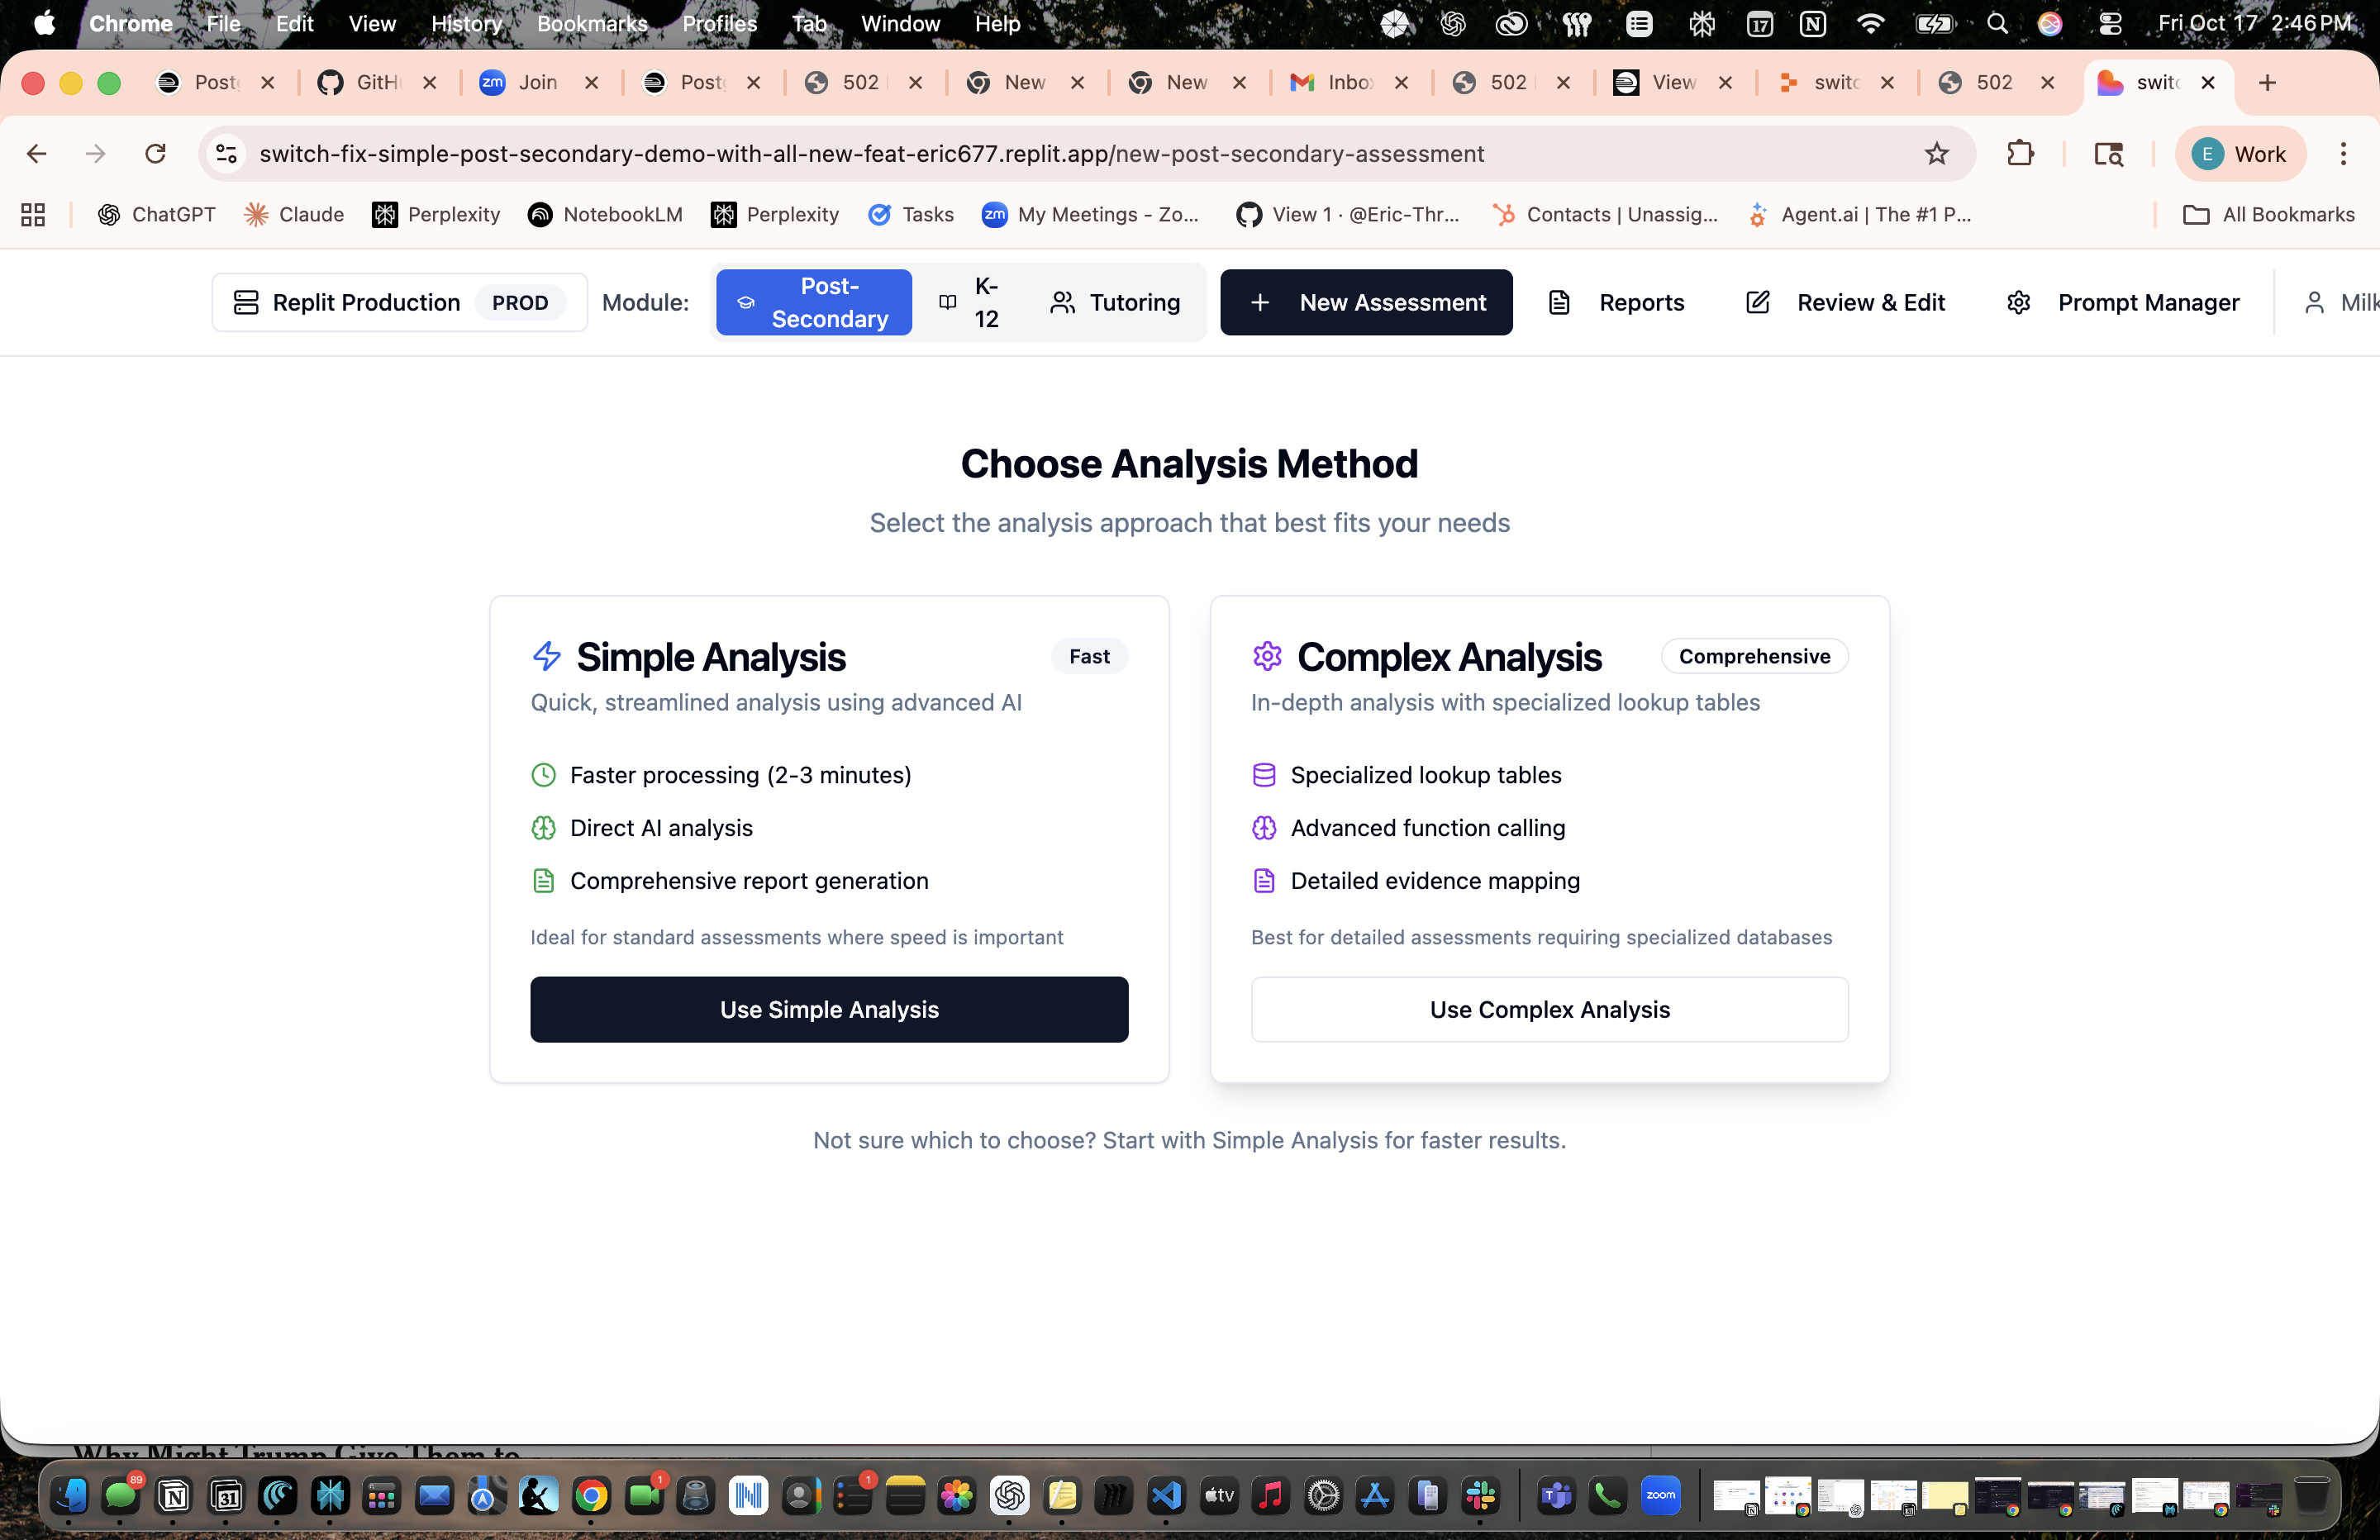 Chrome File Edit View History Bookmarks Profiles Tab Window Help 17 Fri Oct 17 2:46 PM
Post GitH zm Join Post 502 New New Inbo 502 View switc 502 switc
switch-fix-simple-post-secondary-demo-with-all-new-feat-eric677.replit.app/new-post-secondary-assessment E Work
ChatGPT Claude Perplexity NotebookLM Perplexity Tasks zm My Meetings - Zo... View 1 · @Eric-Thr... Contacts | Unassig... Agent.ai | The #1 P... All Bookmarks
Replit Production PROD Module: Post-Secondary K-12 Tutoring + New Assessment Reports Review & Edit Prompt Manager Milk
Choose Analysis Method
Select the analysis approach that best fits your needs
Simple Analysis Fast
Quick, streamlined analysis using advanced AI
Faster processing (2-3 minutes)
Direct AI analysis
Comprehensive report generation
Ideal for standard assessments where speed is important
Use Simple Analysis
Complex Analysis Comprehensive
In-depth analysis with specialized lookup tables
Specialized lookup tables
Advanced function calling
Detailed evidence mapping
Best for detailed assessments requiring specialized databases
Use Complex Analysis
Not sure which to choose? Start with Simple Analysis for faster results.
Why Might Trump Give Them to
89 31 1 1 tv zoom